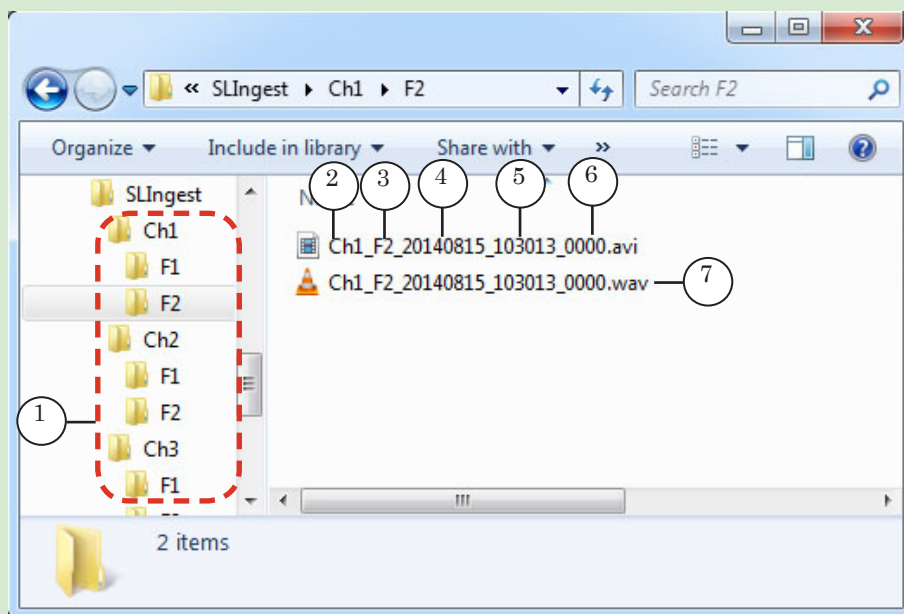 « SLIngest ▸ Ch1 ▸ F2
Search F2
Organize Include in library Share with »
2 3 4 5 6
SLIngest
Ch1
Ch1_F2_20140815_103013_0000.avi
F1
Ch1_F2_20140815_103013_0000.wav 7
F2
Ch2
F1
1
F2
Ch3
F1
2 items